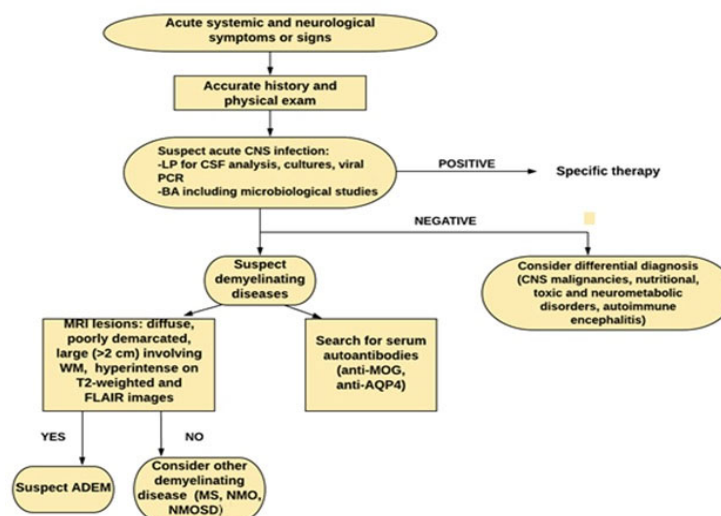 Acute systemic and neurological
symptoms or signs
Accurate history and
physical exam
Suspect acute CNS infection:
-LP for CSF analysis, cultures, viral
PCR
-BA including microbiological studies
POSITIVE
Specific therapy
NEGATIVE
Suspect
demyelinating
diseases
Consider differential diagnosis
(CNS malignancies, nutritional,
toxic and neurometabolic
disorders, autoimmune
encephalitis)
MRI lesions: diffuse,
poorly demarcated,
large (>2 cm) involving
WM, hyperintense on
T2-weighted and
FLAIR images
Search for serum
autoantibodies
(anti-MOG,
anti-AQP4)
YES
NO
Suspect ADEM
Consider other
demyelinating
disease (MS, NMO,
NMOSD)